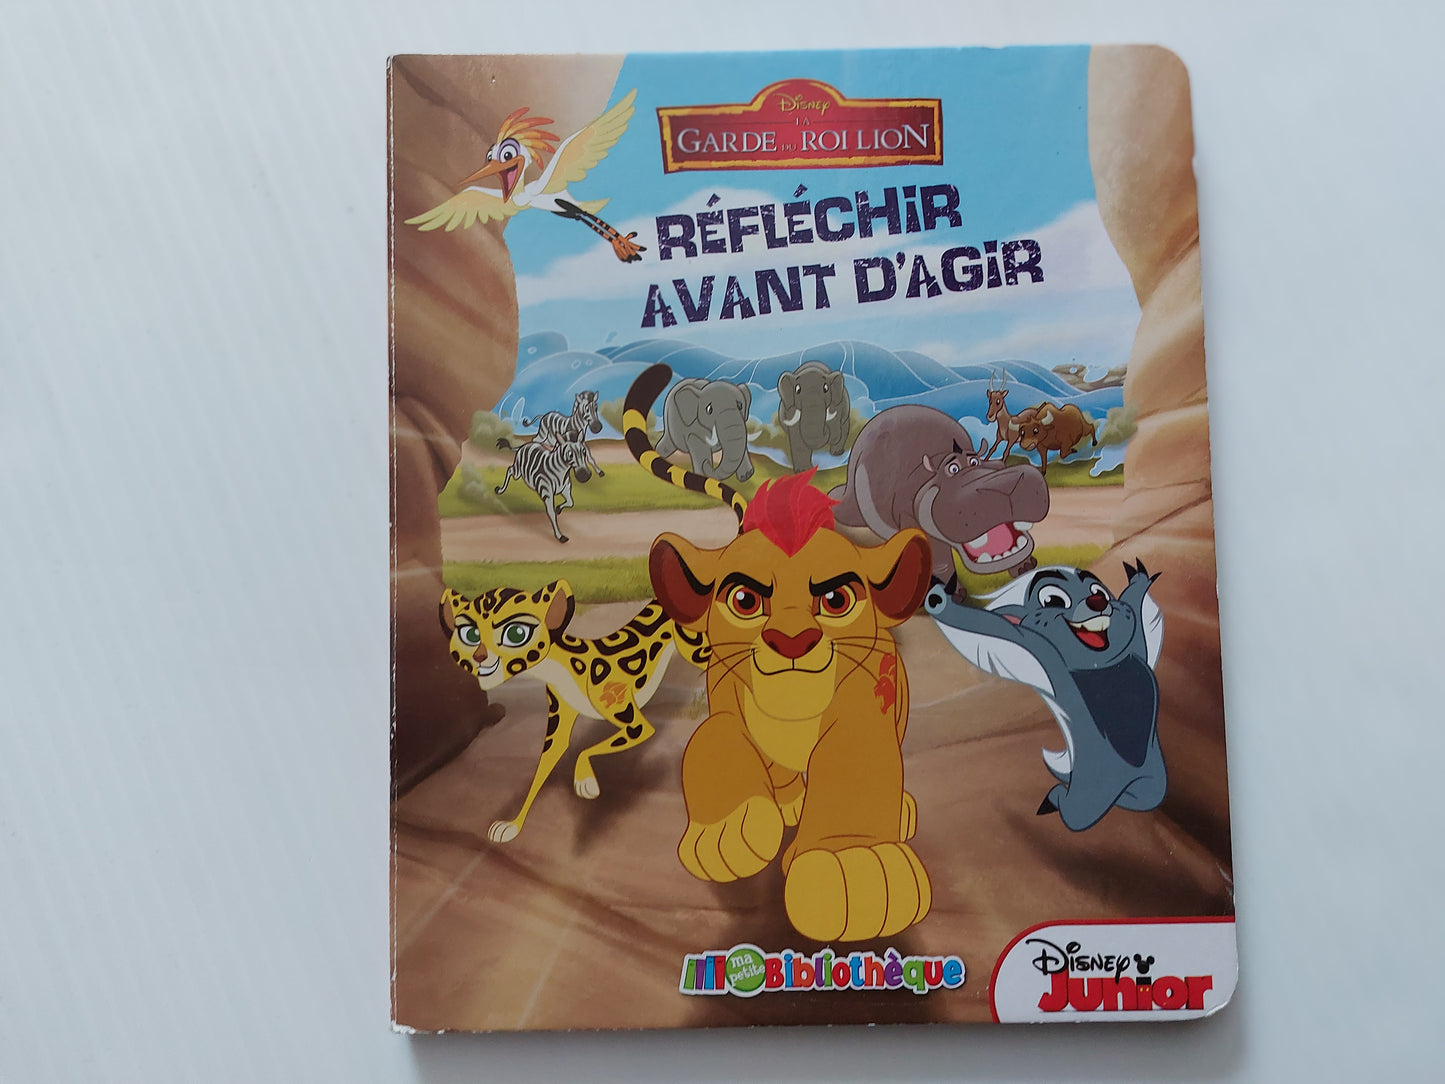 Disney
LA
GARDE DU ROI LION
RÉFLÉCHIR
AVANT D'AGIR
ma petite Bibliothèque
Disney
Junior